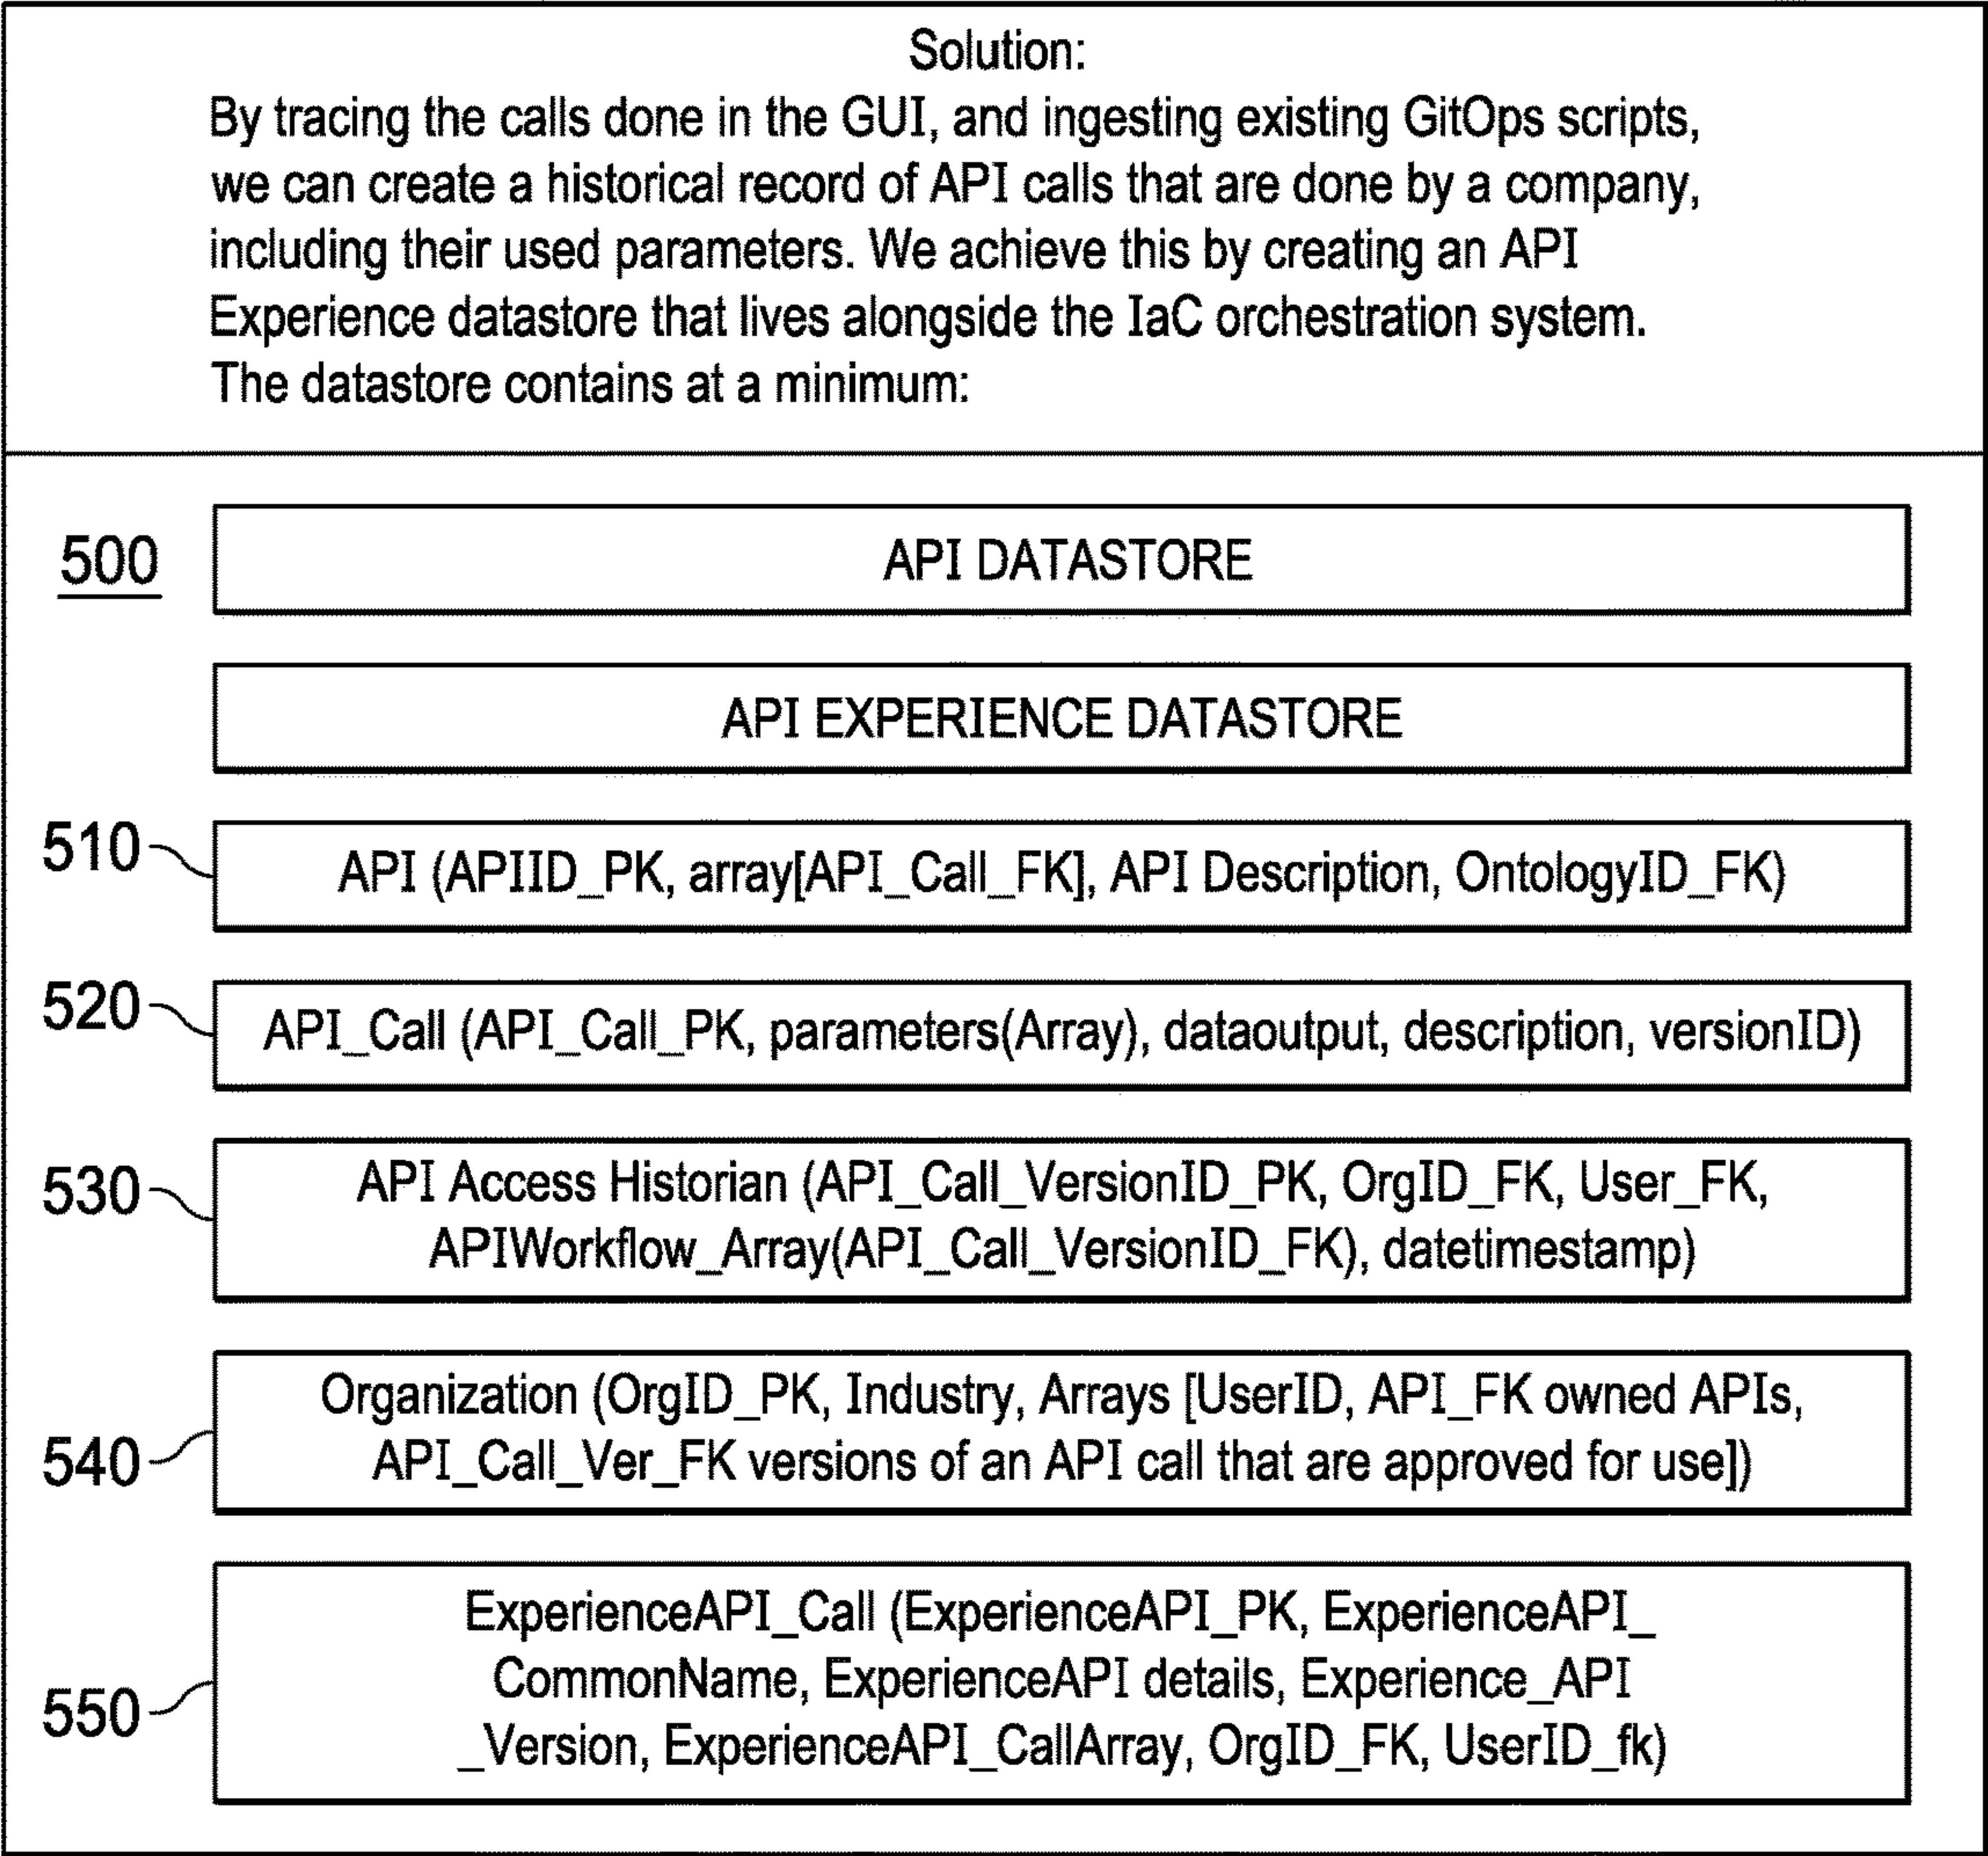 Solution:
By tracing the calls done in the GUI, and ingesting existing GitOps scripts,
we can create a historical record of API calls that are done by a company,
including their used parameters. We achieve this by creating an API
Experience datastore that lives alongside the IaC orchestration system.
The datastore contains at a minimum:
500
API DATASTORE
API EXPERIENCE DATASTORE
510
API (APIID_PK, array[API_Call_FK], API Description, OntologyID_FK)
520
API_Call (API_Call_PK, parameters(Array), dataoutput, description, versionID)
530
API Access Historian (API_Call_VersionID_PK, OrgID_FK, User_FK,
APIWorkflow_Array(API_Call_VersionID_FK), datetimestamp)
540
Organization (OrgID_PK, Industry, Arrays [UserID, API_FK owned APIs,
API_Call_Ver_FK versions of an API call that are approved for use])
550
ExperienceAPI_Call (ExperienceAPI_PK, ExperienceAPI_
CommonName, ExperienceAPI details, Experience_API
_Version, ExperienceAPI_CallArray, OrgID_FK, UserID_fk)